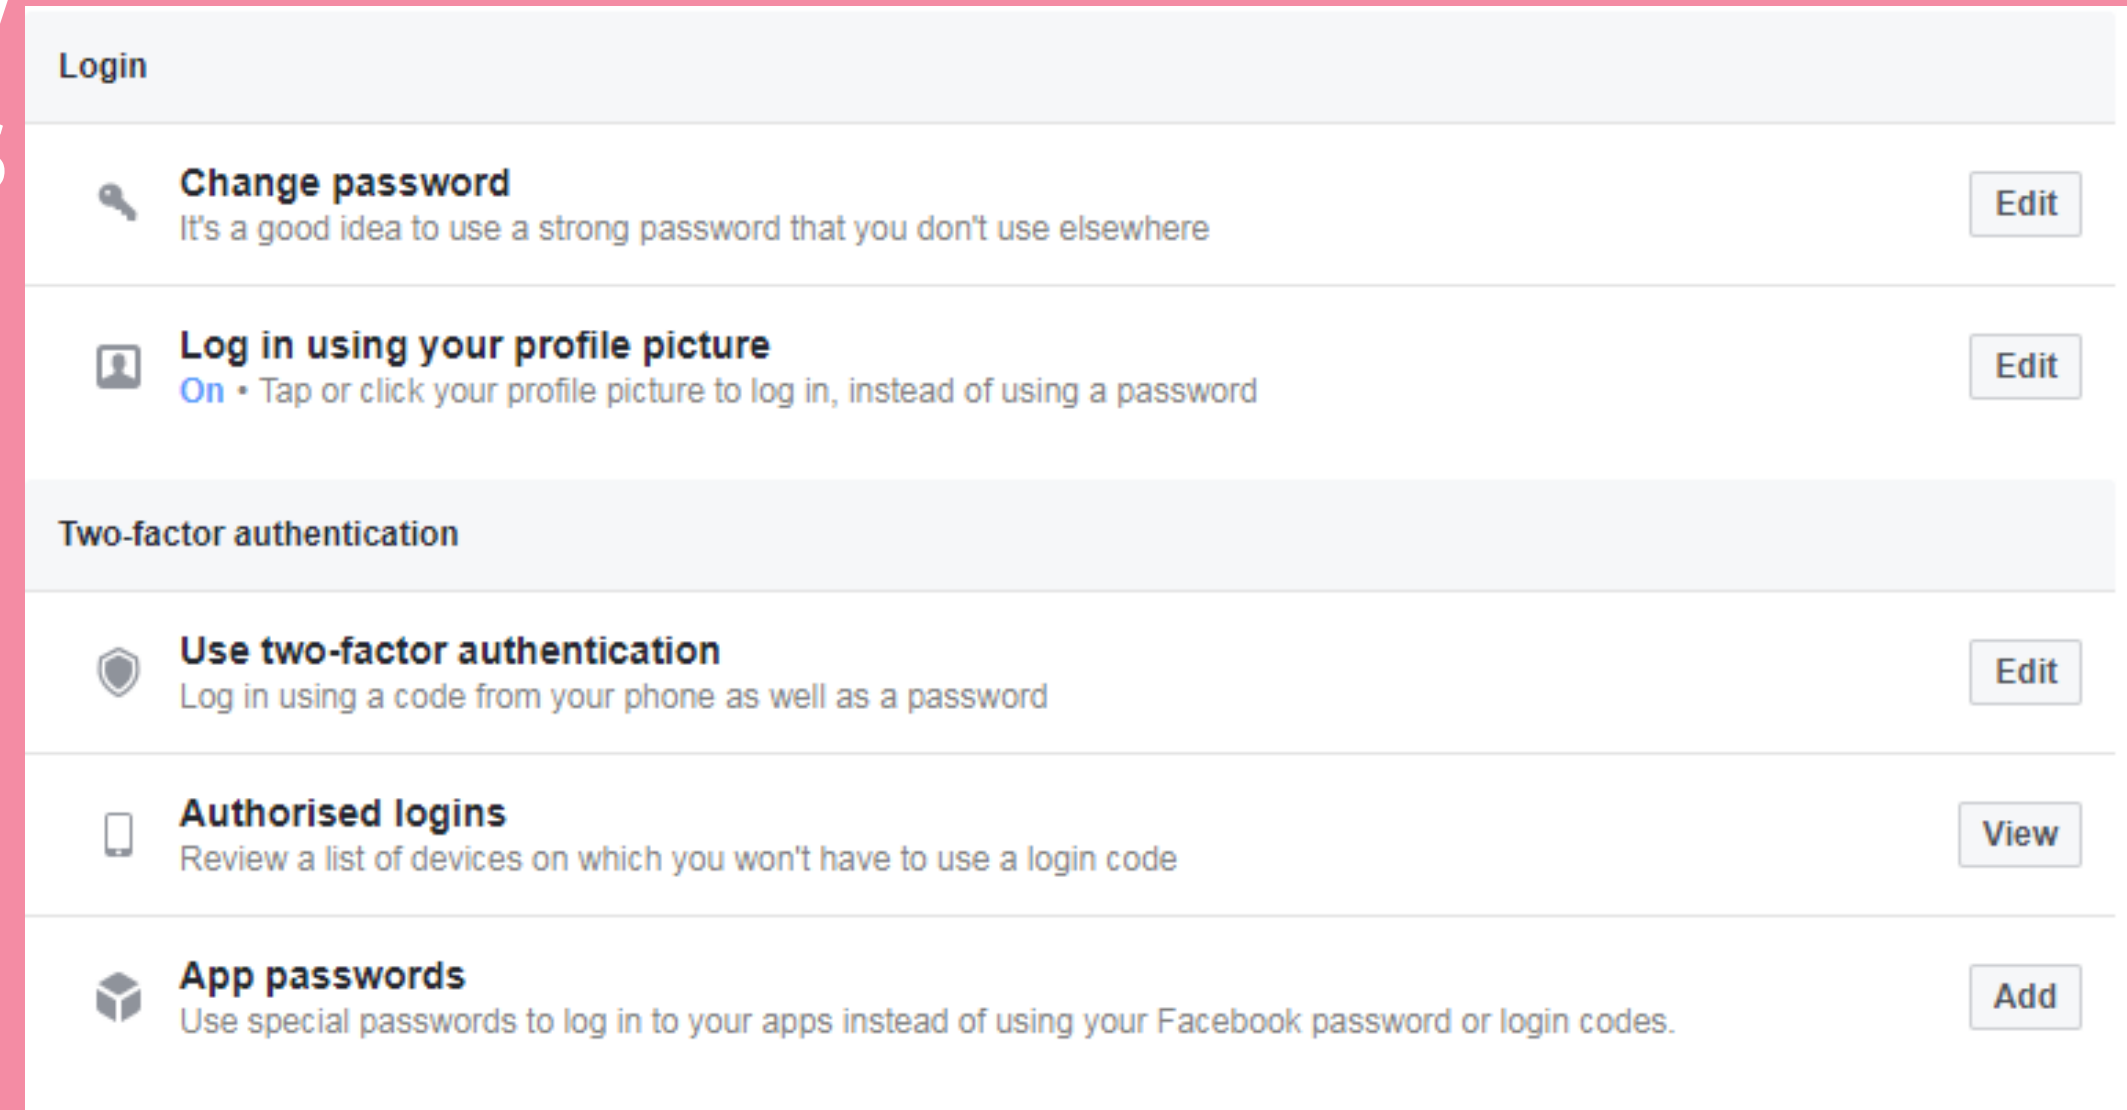 Login
Change password
It's a good idea to use a strong password that you don't use elsewhere
Edit
Log in using your profile picture
On • Tap or click your profile picture to log in, instead of using a password
Edit
Two-factor authentication
Use two-factor authentication
Log in using a code from your phone as well as a password
Edit
Authorised logins
Review a list of devices on which you won't have to use a login code
View
App passwords
Use special passwords to log in to your apps instead of using your Facebook password or login codes.
Add